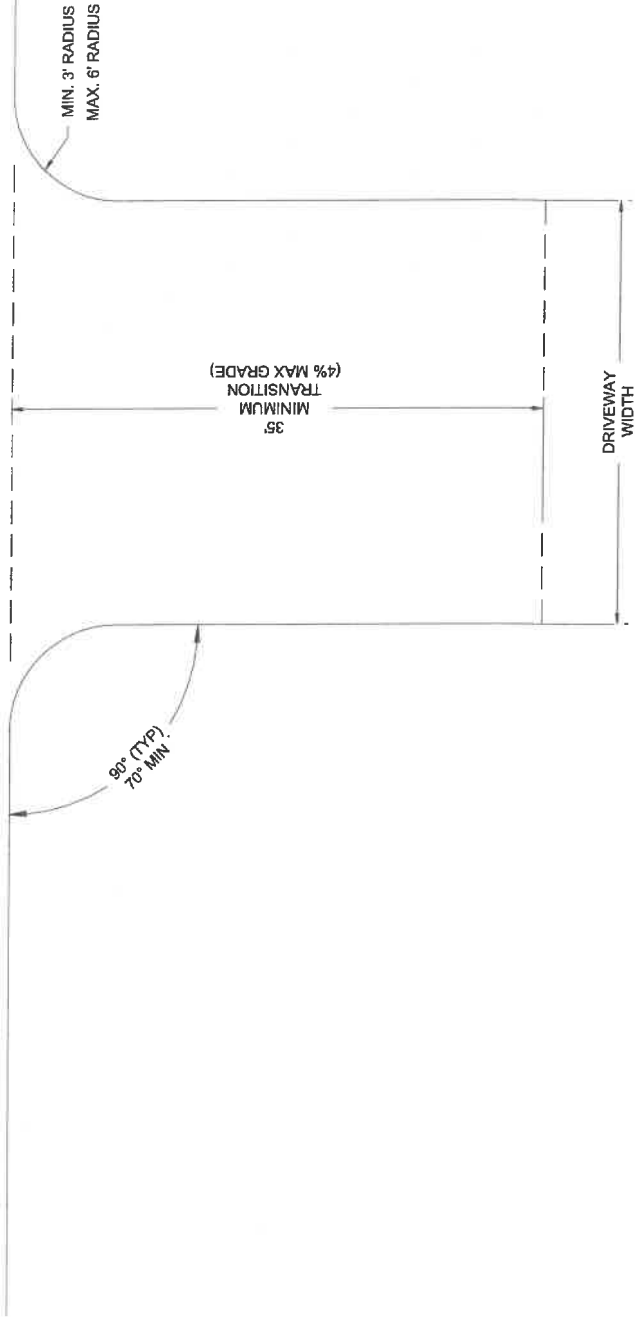 MIN. 3' RADIUS
MAX. 6' RADIUS
35'
MINIMUM
TRANSITION
(4% MAX GRADE)
90° (TYP)
70° MIN.
DRIVEWAY
WIDTH